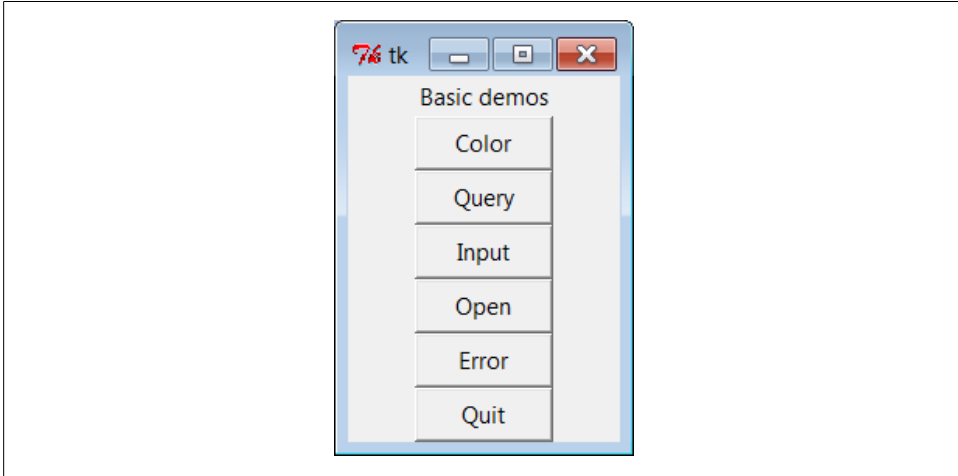 tk
Basic demos
Color
Query
Input
Open
Error
Quit